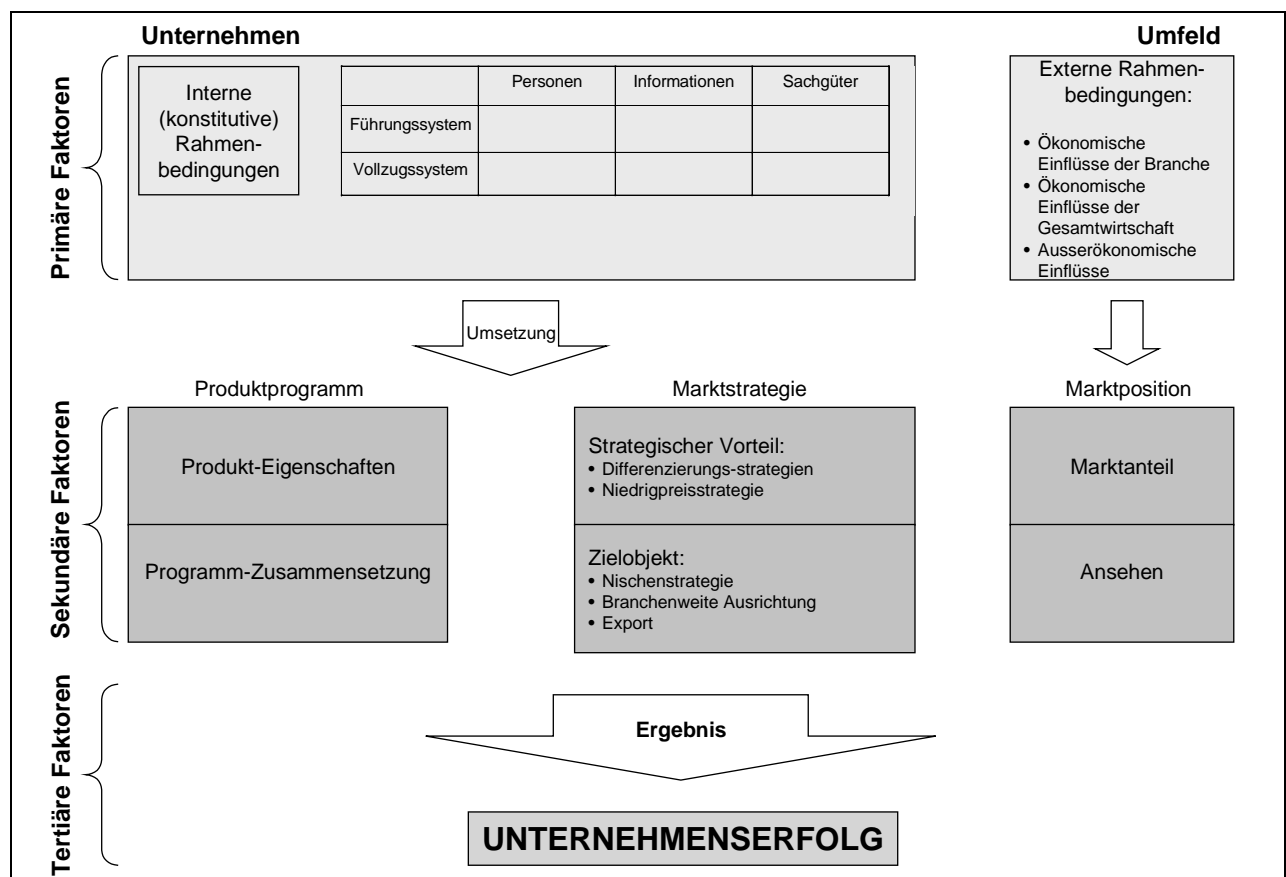 Unternehmen
Umfeld
Primäre Faktoren
Interne
(konstitutive)
Rahmen-
bedingungen
Personen
Informationen
Sachgüter
Führungssystem
Vollzugssystem
Externe Rahmen-
bedingungen:
• Ökonomische
Einflüsse der Branche
• Ökonomische
Einflüsse der
Gesamtwirtschaft
• Ausserökonomische
Einflüsse
Umsetzung
Sekundäre Faktoren
Produktprogramm
Marktstrategie
Marktposition
Produkt-Eigenschaften
Strategischer Vorteil:
• Differenzierungs-strategien
• Niedrigpreisstrategie
Marktanteil
Programm-Zusammensetzung
Zielobjekt:
• Nischenstrategie
• Branchenweite Ausrichtung
• Export
Ansehen
Tertiäre Faktoren
Ergebnis
UNTERNEHMENSERFOLG